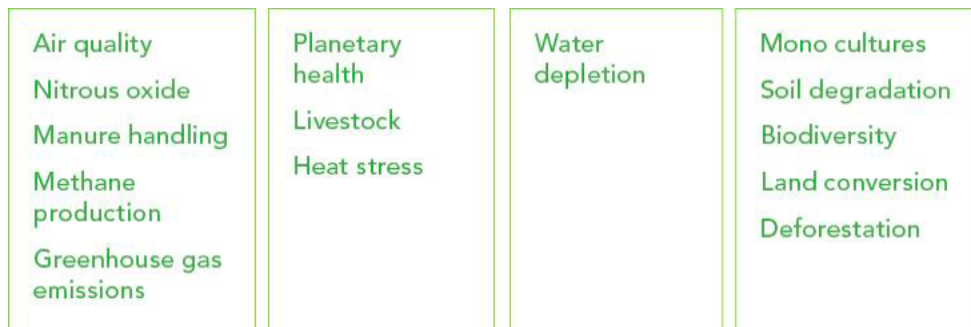 Air quality
Nitrous oxide
Manure handling
Methane
production
Greenhouse gas
emissions
Planetary
health
Livestock
Heat stress
Water
depletion
Mono cultures
Soil degradation
Biodiversity
Land conversion
Deforestation